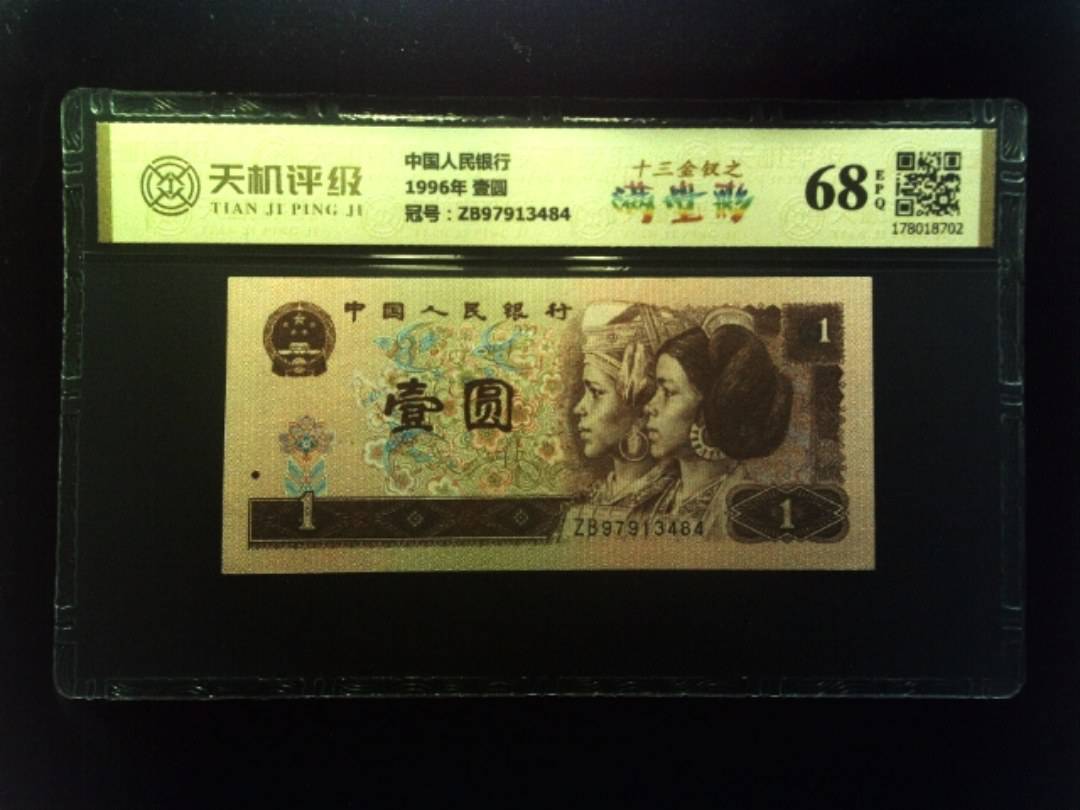 天机评级
TIAN JI PING JI
中国人民银行
1996年 壹圆
冠号：ZB97913484
十三金钗之
满堂彩
68
EPQ
178018702
中国人民银行
壹圆
1
1
ZB97913484
1